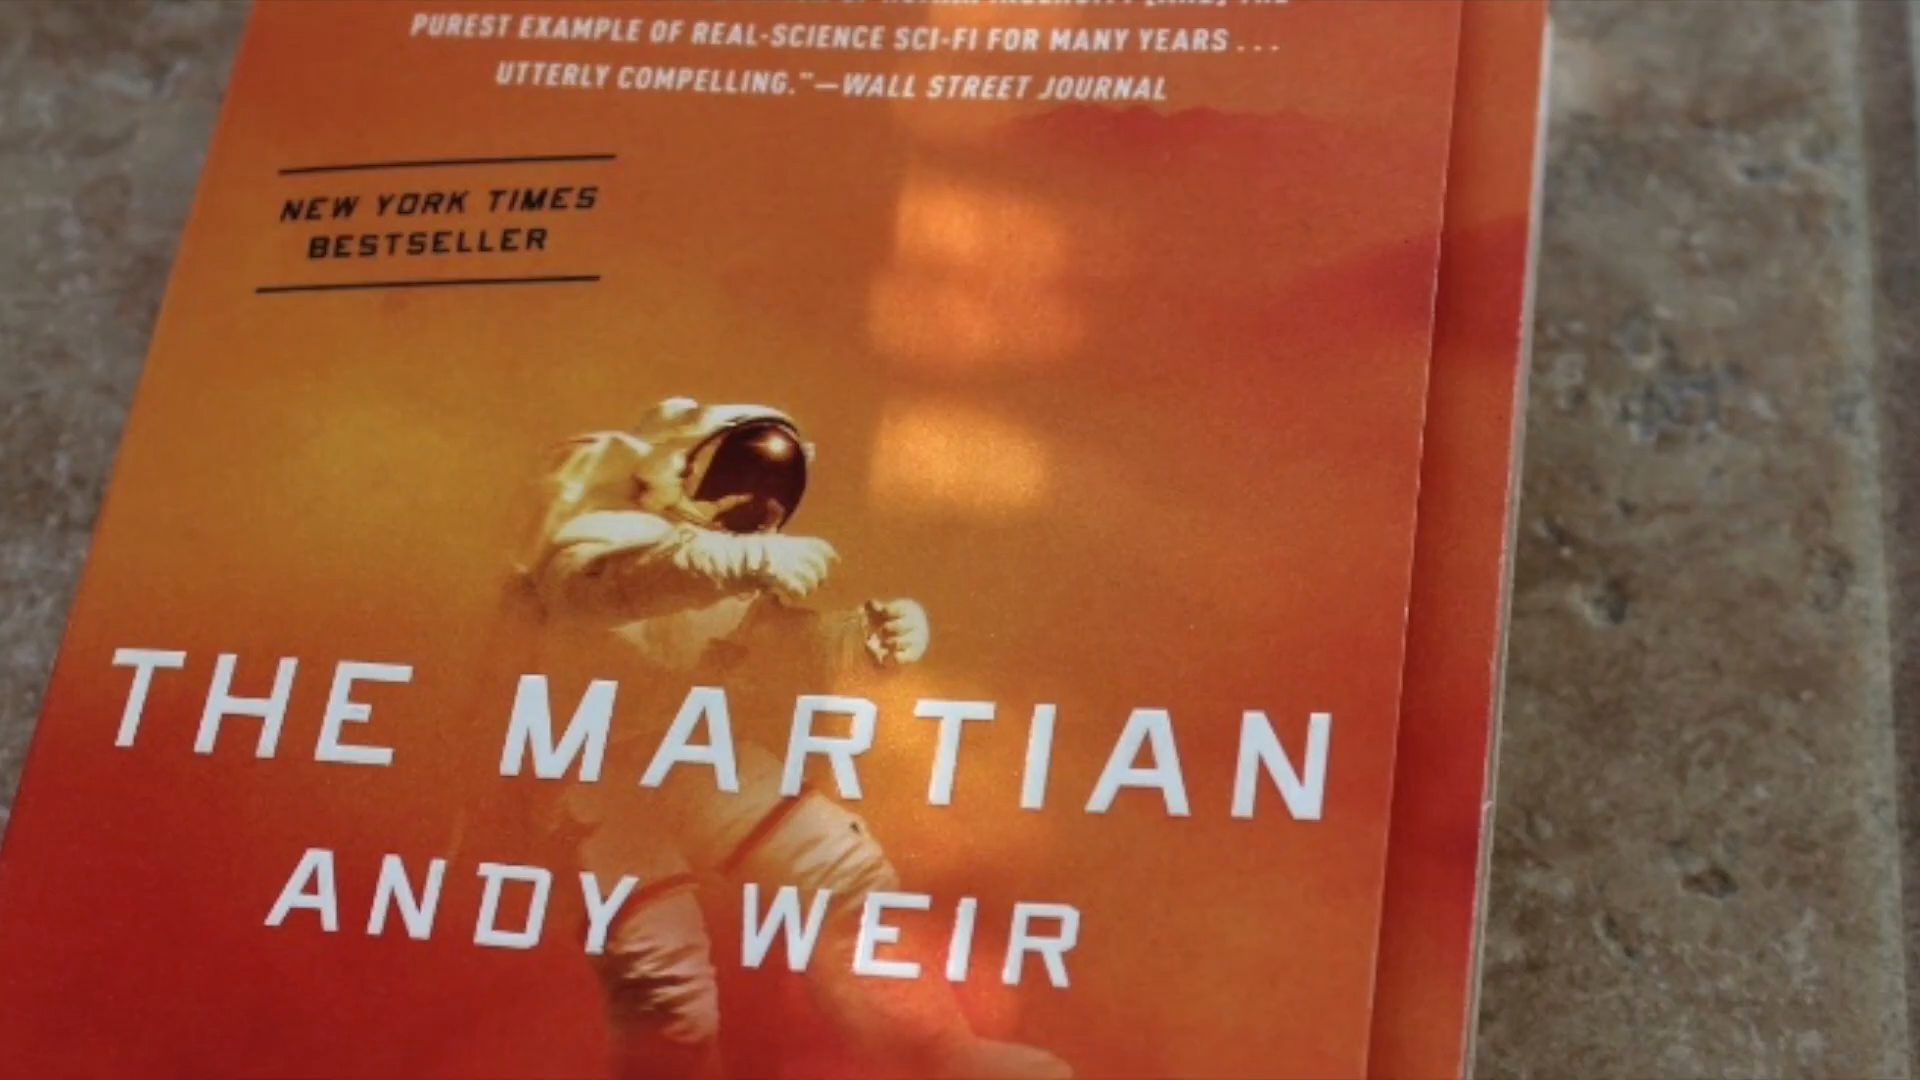 PUREST EXAMPLE OF REAL-SCIENCE SCI-FI FOR MANY YEARS...
UTTERLY COMPELLING."—WALL STREET JOURNAL
NEW YORK TIMES
BESTSELLER
THE MARTIAN
ANDY WEIR